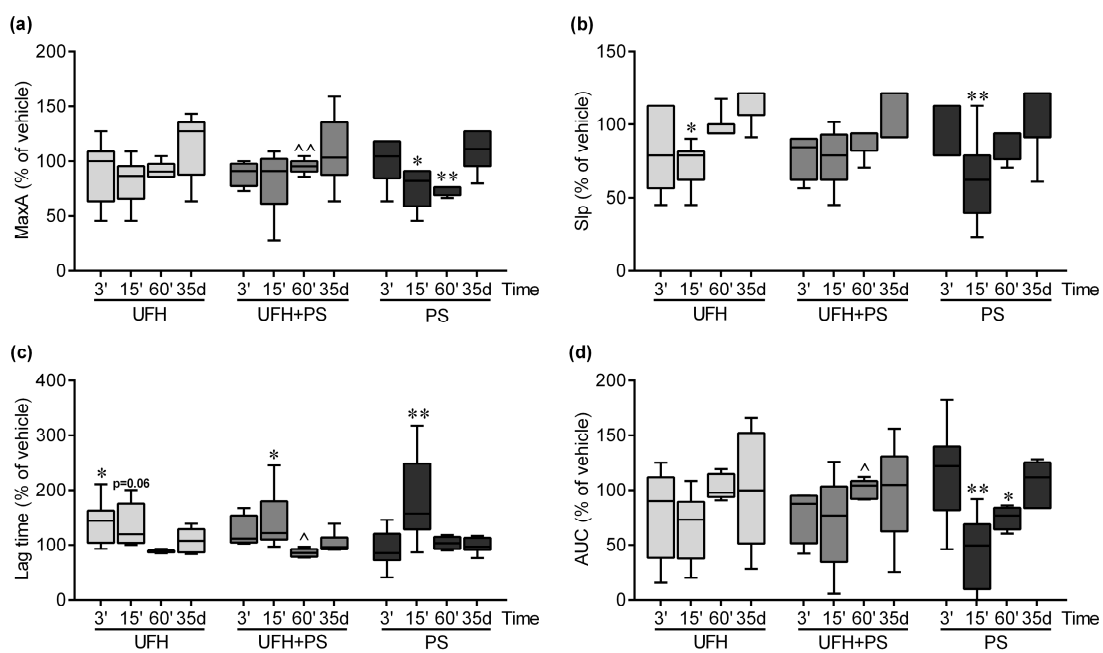 (a)
MaxA (% of vehicle)
200
150
100
50
0
^^
*
**
3' 15' 60' 35d 3' 15' 60' 35d 3' 15' 60' 35d Time
UFH UFH+PS PS
(b)
Slp (% of vehicle)
150
100
50
0
*
**
3' 15' 60' 35d 3' 15' 60' 35d 3' 15' 60' 35d Time
UFH UFH+PS PS
(c)
Lag time (% of vehicle)
400
300
200
100
0
*
p=0.06
*
^
**
3' 15' 60' 35d 3' 15' 60' 35d 3' 15' 60' 35d Time
UFH UFH+PS PS
(d)
AUC (% of vehicle)
200
150
100
50
0
^
**
*
3' 15' 60' 35d 3' 15' 60' 35d 3' 15' 60' 35d Time
UFH UFH+PS PS